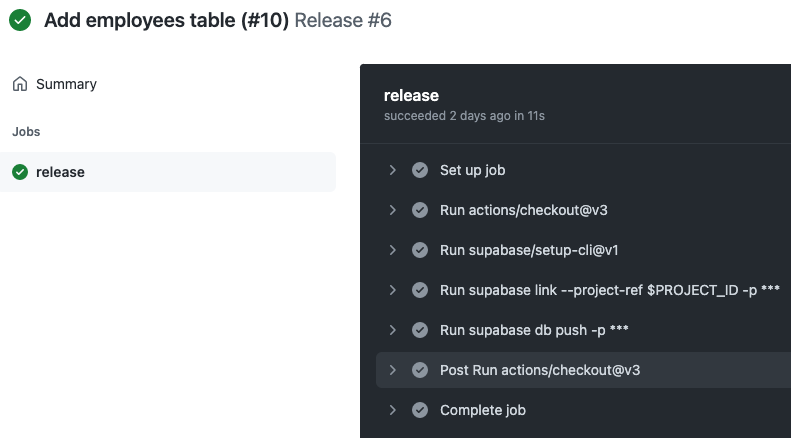 Add employees table (#10) Release #6
Summary
Jobs
release
release
succeeded 2 days ago in 11s
Set up job
Run actions/checkout@v3
Run supabase/setup-cli@v1
Run supabase link --project-ref $PROJECT_ID -p ***
Run supabase db push -p ***
Post Run actions/checkout@v3
Complete job